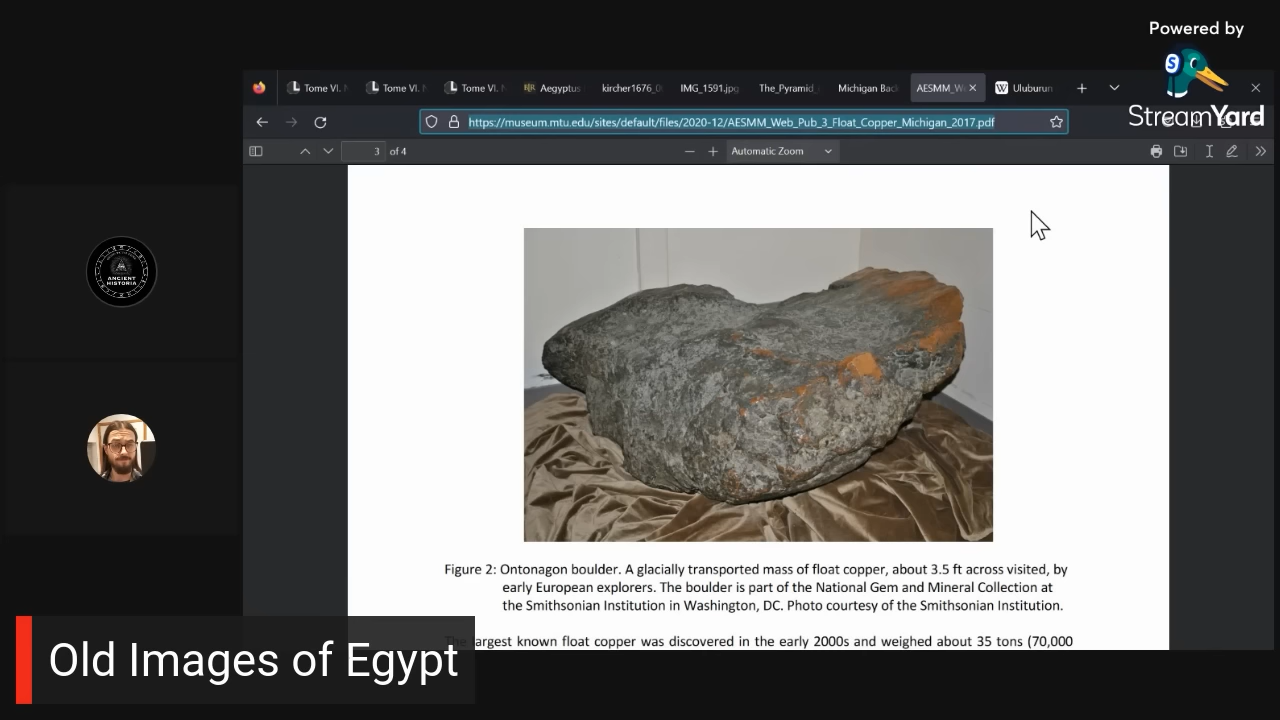 Powered by
StreamYard
Tome VI.
Tome VI.
Tome VI.
Aegyptus
kircher1676_0
IMG_1591.jpg
The_Pyramid_
Michigan Bac
AESMM_W
Uluburun
https://museum.mtu.edu/sites/default/files/2020-12/AESMM_Web_Pub_3_Float_Copper_Michigan_2017.pdf
3 of 4
Automatic Zoom
ANCIENT
HISTORIA
Figure 2: Ontonagon boulder. A glacially transported mass of float copper, about 3.5 ft across visited, by
early European explorers. The boulder is part of the National Gem and Mineral Collection at
the Smithsonian Institution in Washington, DC. Photo courtesy of the Smithsonian Institution.
The largest known float copper was discovered in the early 2000s and weighed about 35 tons (70,000
Old Images of Egypt